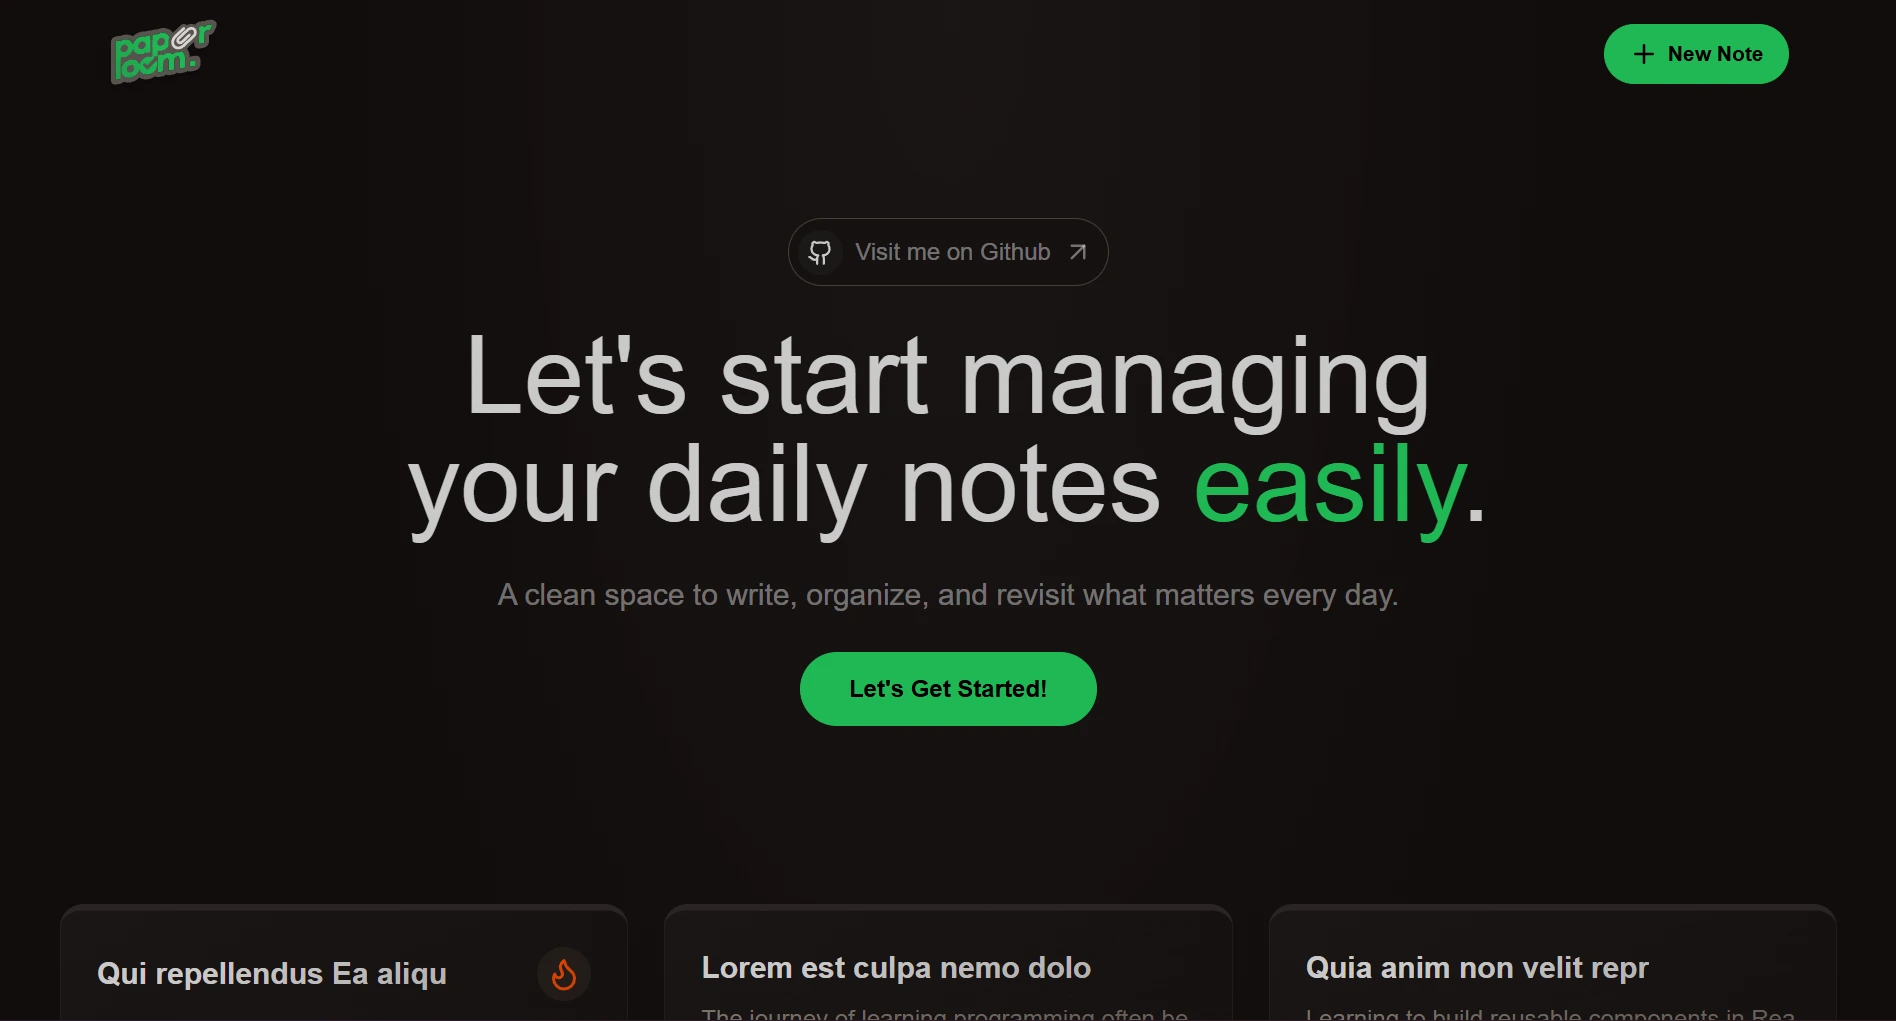 paper
loom.
New Note
Visit me on Github
Let's start managing
your daily notes easily.
A clean space to write, organize, and revisit what matters every day.
Let's Get Started!
Qui repellendus Ea aliqu
Lorem est culpa nemo dolo
Quia anim non velit repr
The journey of learning programming often be
Learning to build reusable components in Rea